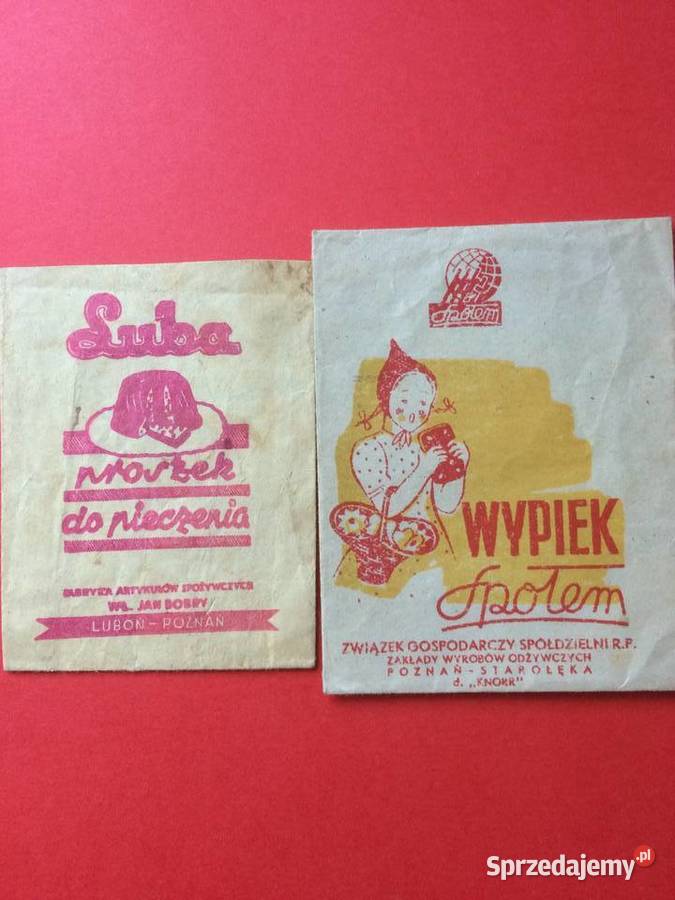 Luba
proszek
do pieczenia
FABRYKA ARTYKUŁÓW SPOŻYWCZYCH
WŁ. JAN BOBRY
LUBOŃ - POZNAŃ
Społem
WYPIEK
Społem
ZWIĄZEK GOSPODARCZY SPÓŁDZIELNI R.P.
ZAKŁADY WYROBÓW ODŻYWCZYCH
POZNAŃ - STAROŁĘKA
d. „KNORR"
Sprzedajemy.pl